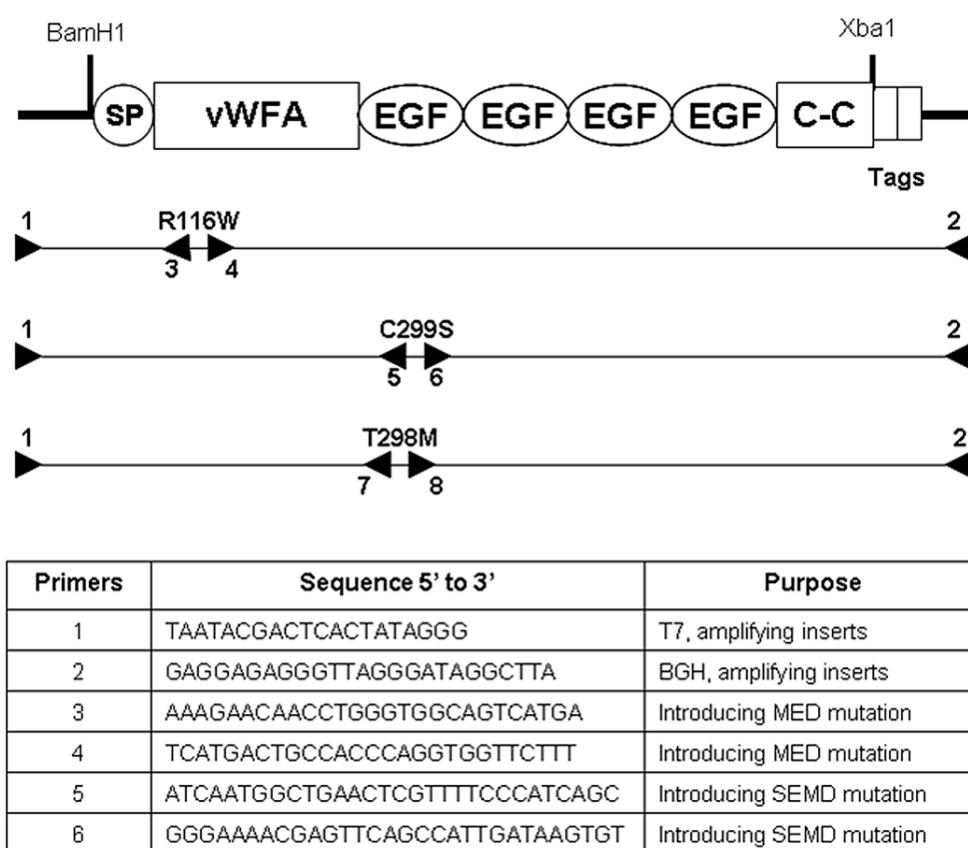 BamH1 Xba1
SP vWFA EGF EGF EGF EGF C-C
Tags
1 R116W 2
3 4
1 C299S 2
5 6
1 T298M 2
7 8
Primers Sequence 5’ to 3’ Purpose
1 TAATACGACTCACTATAGGG T7, amplifying inserts
2 GAGGAGAGGGTTAGGGATAGGCTTA BGH, amplifying inserts
3 AAAGAACAACCTGGGTGGCAGTCATGA Introducing MED mutation
4 TCATGACTGCCACCCAGGTGGTTCTTT Introducing MED mutation
5 ATCAATGGCTGAACTCGTTTTCCCATCAGC Introducing SEMD mutation
6 GGGAAAACGAGTTCAGCCATTGATAAGTGT Introducing SEMD mutation